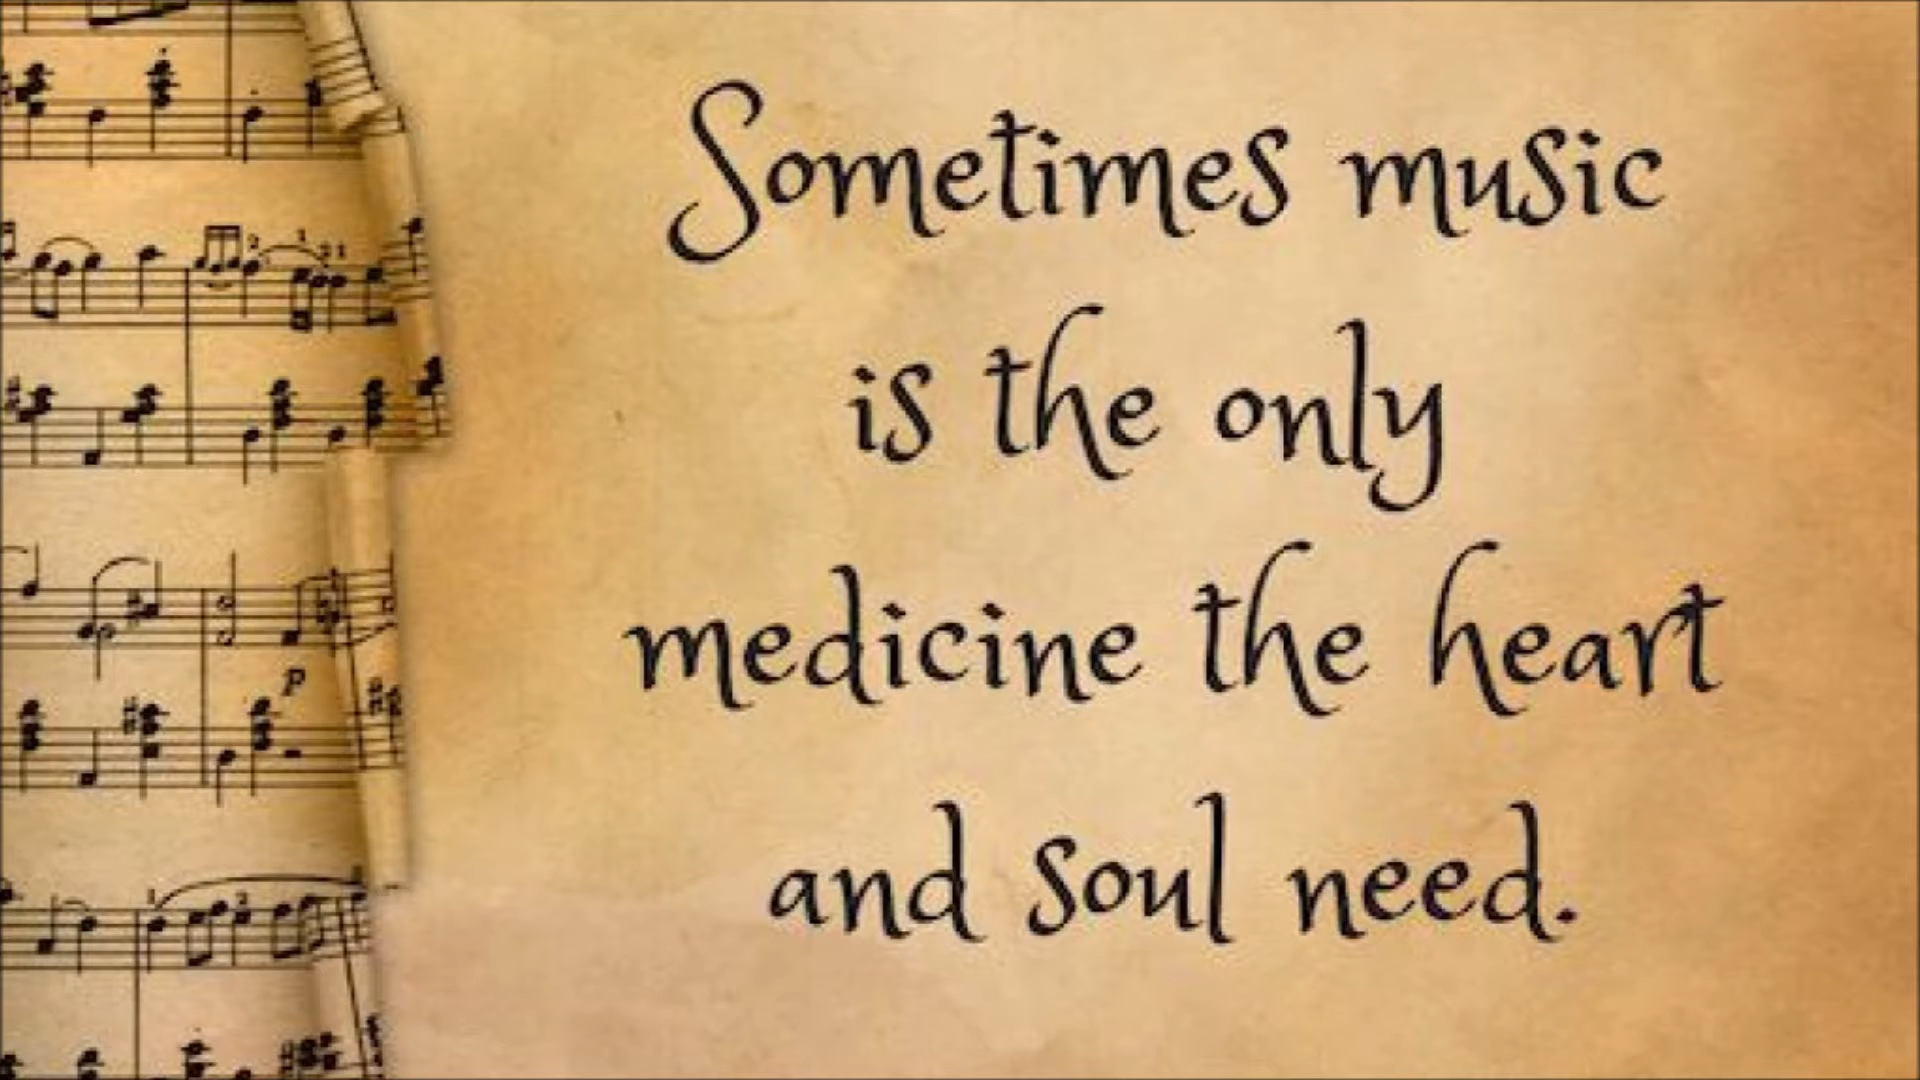 Sometimes music
is the only
medicine the heart
and soul need.